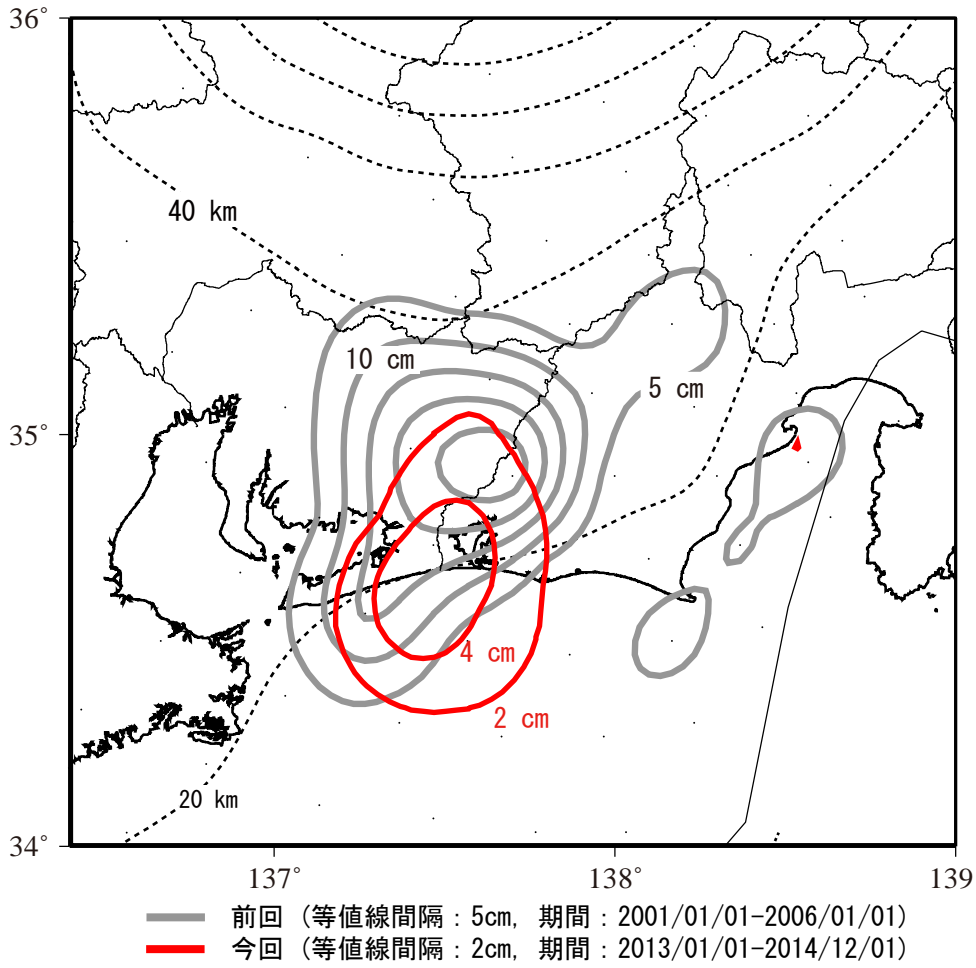 36°
40 km
10 cm
5 cm
35°
4 cm
2 cm
20 km
34°
137°
138°
139
前回 (等値線間隔：5cm, 期間：2001/01/01-2006/01/01)
今回 (等値線間隔：2cm, 期間：2013/01/01-2014/12/01)